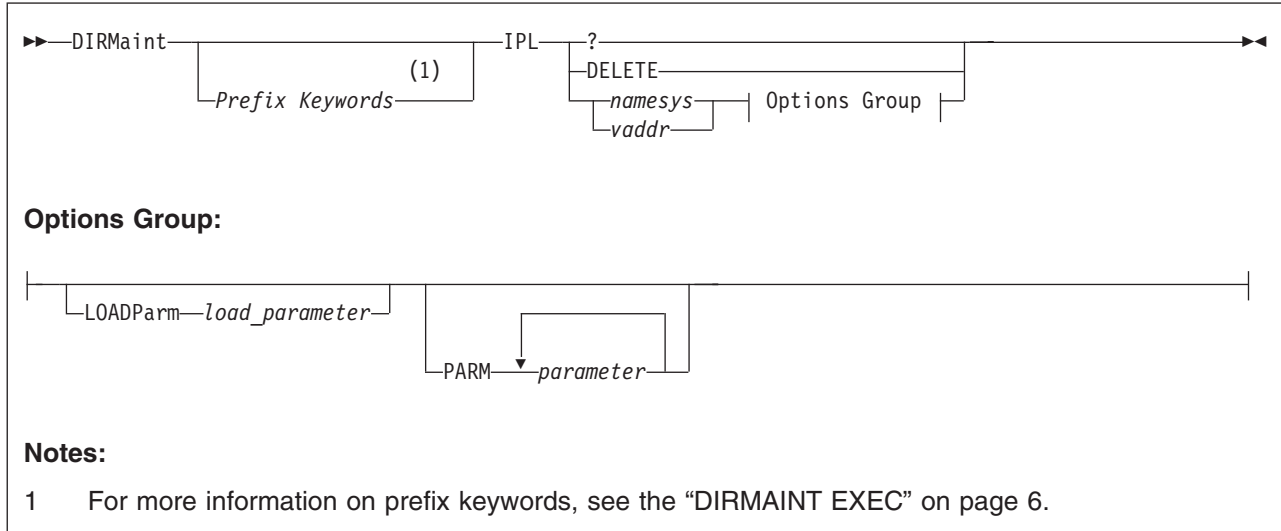 DIRMaint IPL ?
(1) DELETE
Prefix Keywords namesys Options Group
vaddr
Options Group:
LOADParm load_parameter
PARM parameter
Notes:
1 For more information on prefix keywords, see the “DIRMAINT EXEC” on page 6.